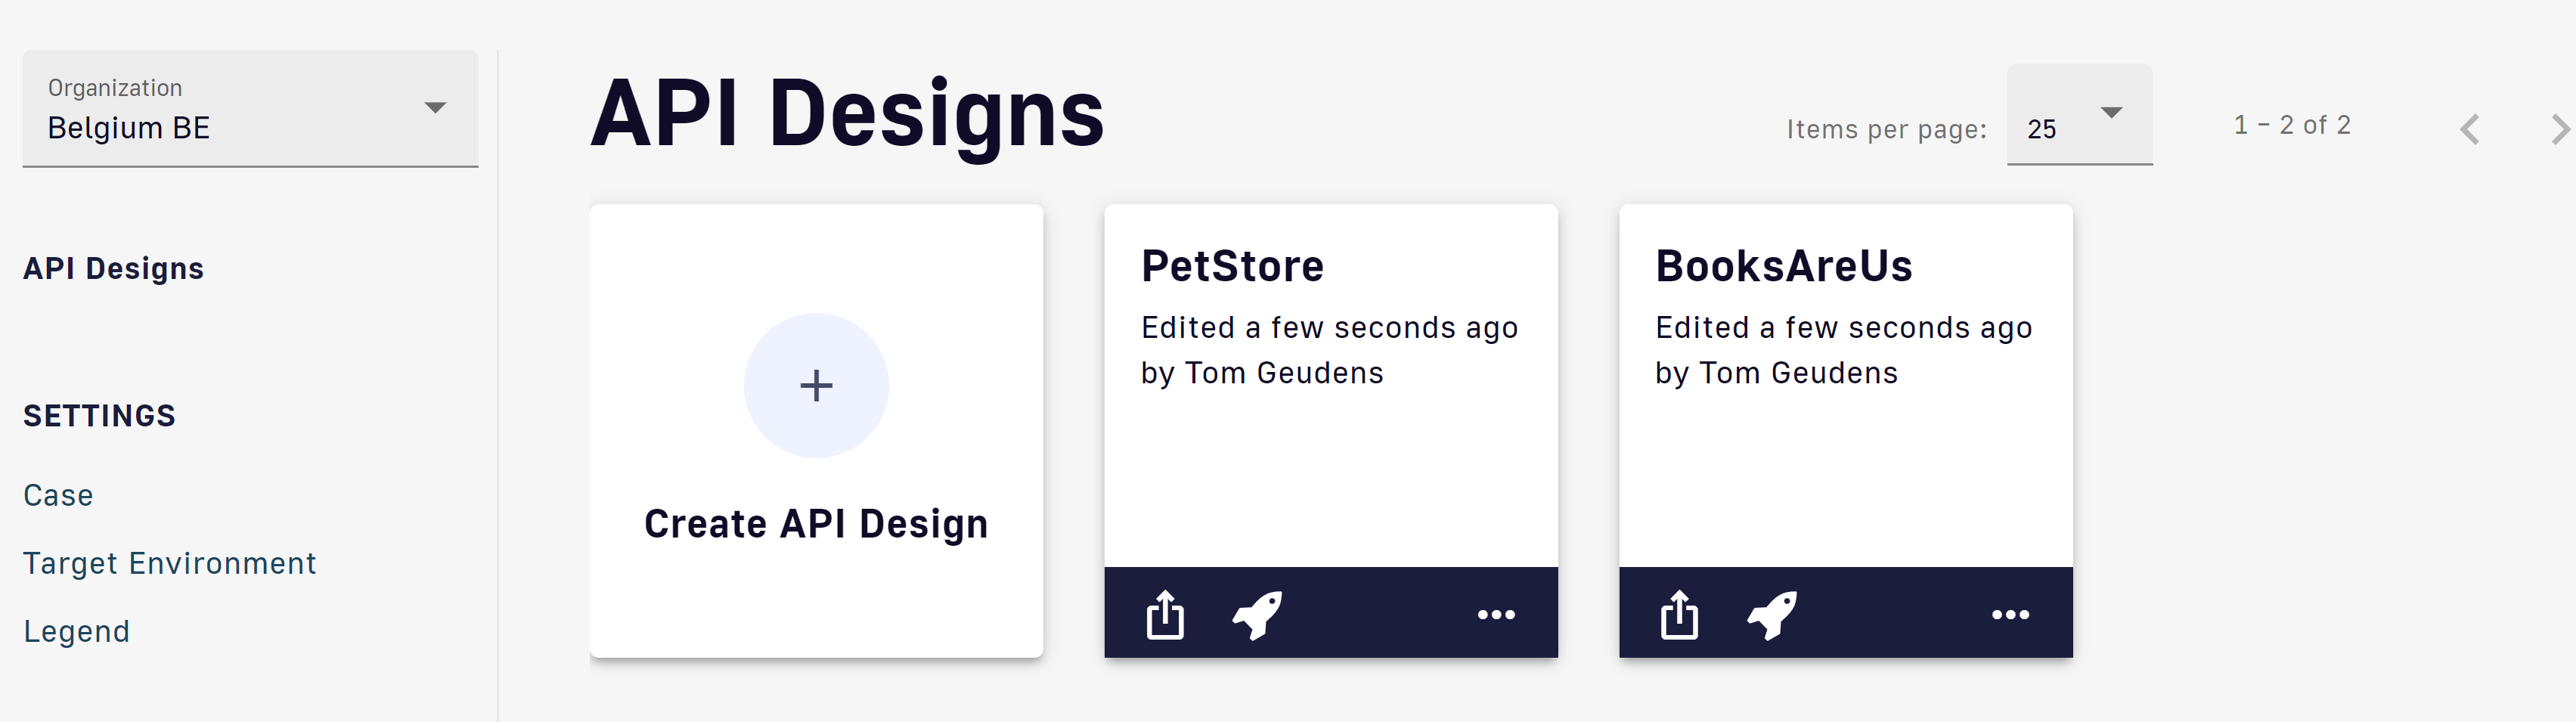 Organization
Belgium BE
API Designs
SETTINGS
Case
Target Environment
Legend
API Designs
Items per page: 25 1 – 2 of 2
Create API Design
PetStore
Edited a few seconds ago
by Tom Geudens
BooksAreUs
Edited a few seconds ago
by Tom Geudens